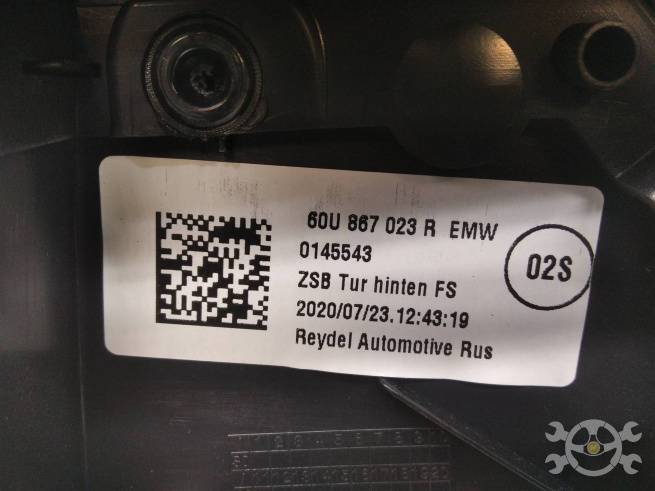 60U 867 023 R EMW
0145543
02S
ZSB Tur hinten FS
2020/07/23.12:43:19
Reydel Automotive Rus